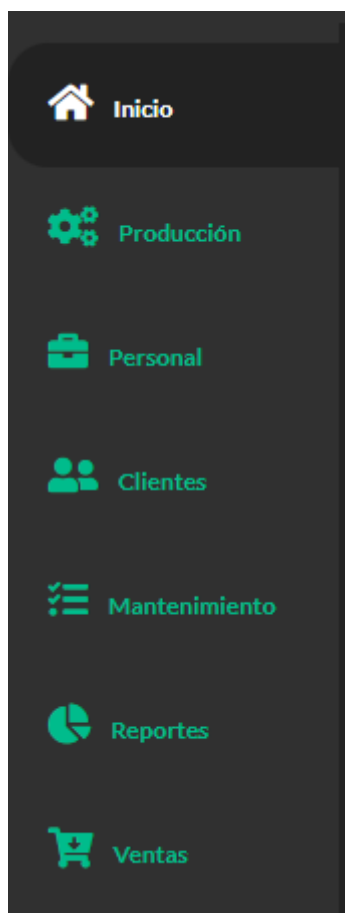 Inicio
Producción
Personal
Clientes
Mantenimiento
Reportes
Ventas